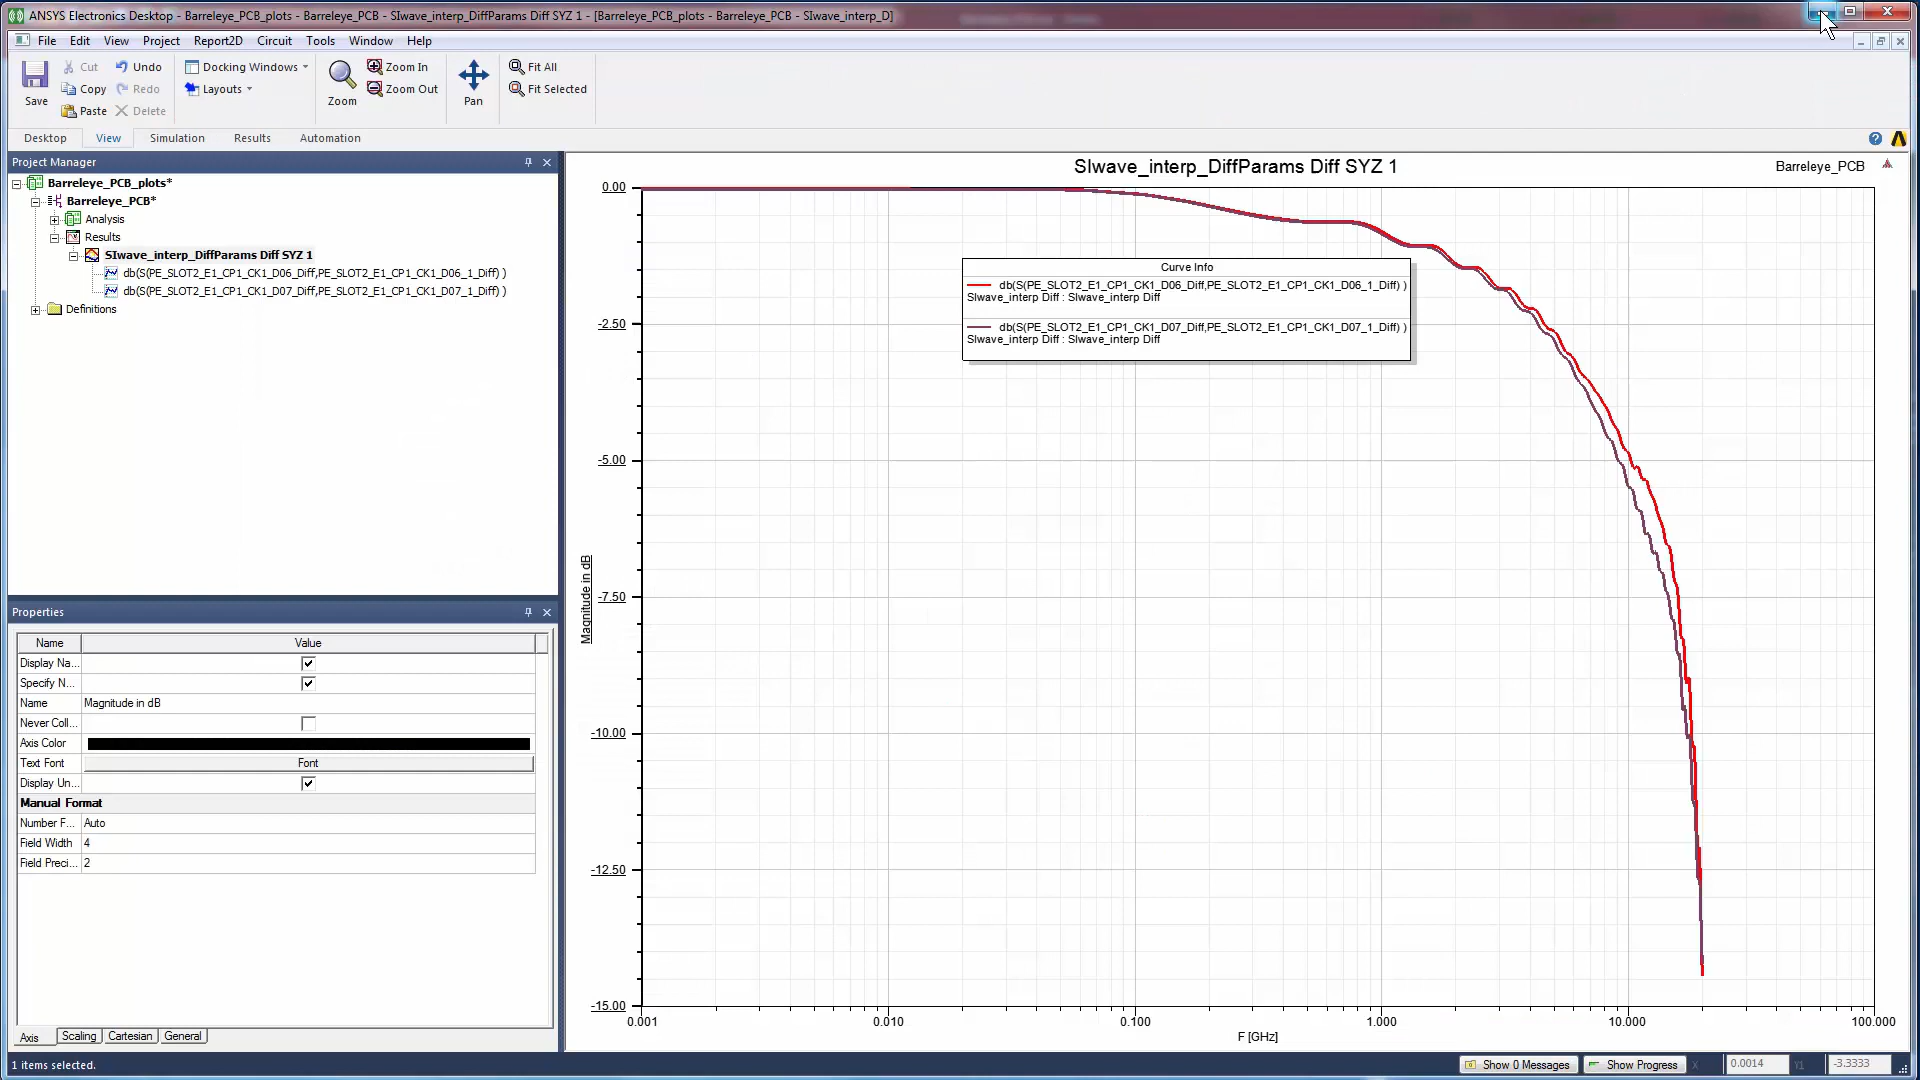 ANSYS Electronics Desktop - Barreleye_PCB_plots - Barreleye_PCB - SIwave_interp_DiffParams Diff SYZ 1 - [Barreleye_PCB_plots - Barreleye_PCB - SIwave_interp_D]
File Edit View Project Report2D Circuit Tools Window Help
Save Cut Undo Docking Windows Zoom Zoom In Pan Fit All
Copy Redo Layouts Zoom Out Fit Selected
Paste Delete
Desktop View Simulation Results Automation
Project Manager
Barreleye_PCB_plots*
Barreleye_PCB*
Analysis
Results
SIwave_interp_DiffParams Diff SYZ 1
db(S(PE_SLOT2_E1_CP1_CK1_D06_Diff,PE_SLOT2_E1_CP1_CK1_D06_1_Diff) )
db(S(PE_SLOT2_E1_CP1_CK1_D07_Diff,PE_SLOT2_E1_CP1_CK1_D07_1_Diff) )
Definitions
Properties
Name Value
Display Na...
Specify N...
Name Magnitude in dB
Never Coll...
Axis Color
Text Font Font
Display Un...
Manual Format
Number F... Auto
Field Width 4
Field Preci... 2
Axis Scaling Cartesian General
SIwave_interp_DiffParams Diff SYZ 1
Barreleye_PCB
0.00
-2.50
-5.00
-7.50
-10.00
-12.50
-15.00
Magnitude in dB
Curve Info
db(S(PE_SLOT2_E1_CP1_CK1_D06_Diff,PE_SLOT2_E1_CP1_CK1_D06_1_Diff) )
SIwave_interp Diff : SIwave_interp Diff
db(S(PE_SLOT2_E1_CP1_CK1_D07_Diff,PE_SLOT2_E1_CP1_CK1_D07_1_Diff) )
SIwave_interp Diff : SIwave_interp Diff
0.001 0.010 0.100 1.000 10.000 100.000
F [GHz]
1 items selected.
Show 0 Messages Show Progress X 0.0014 Y1 -3.3333